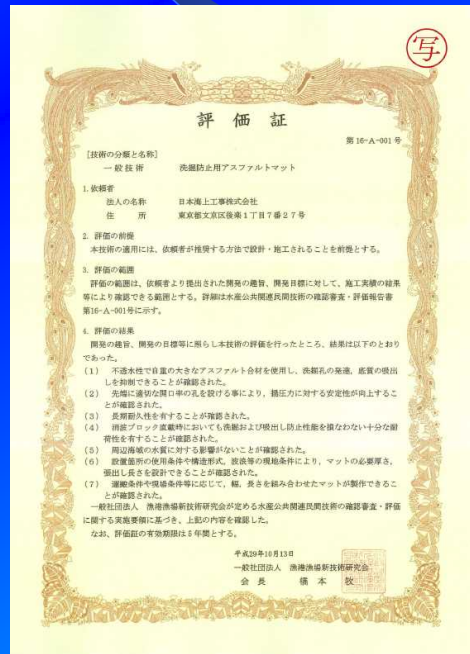 写
評価証
第16-A-001号
[技術の分類と名称]
一般技術　洗掘防止用アスファルトマット
1. 依頼者
法人の名称　日本海上工事株式会社
住　所　東京都文京区後楽1丁目7番27号
2. 評価の前提
本技術の適用には、依頼者が推奨する方法で設計・施工されることを前提とする。
3. 評価の範囲
評価の範囲は、依頼者より提出された開発の趣旨、開発目標に対して、施工実績の結果
等により確認できる範囲とする。詳細は水産公共関連民間技術の確認審査・評価報告書
第16-A-001号に示す。
4. 評価の結果
開発の趣旨、開発の目標等に照らし本技術の評価を行ったところ、結果は以下のとおり
であった。
(1)　不透水性で自重の大きなアスファルト合材を使用し、洗掘孔の発達、底質の吸出
しを抑制できることが確認された。
(2)　先端に適切な開口率の孔を設ける事により、揚圧力に対する安定性が向上するこ
とが確認された。
(3)　長期耐久性を有することが確認された。
(4)　消波ブロック直載時においても洗掘および吸出し防止性能を損なわない十分な耐
荷性を有することが確認された。
(5)　周辺海域の水質に対する影響がないことが確認された。
(6)　設置箇所の使用条件や構造形式、波浪等の現地条件により、マットの必要厚さ、
張出し長さを設計できることが確認された。
(7)　運搬条件や現場条件等に応じて、幅、長さを組み合わせたマットが製作できるこ
とが確認された。
一般社団法人　漁港漁場新技術研究会が定める水産公共関連民間技術の確認審査・評価
に関する実施要領に基づき、上記の内容を確認した。
なお、評価証の有効期限は5年間とする。
平成29年10月13日
一般社団法人　漁港漁場新技術研究会
会　長　橋　本　牧